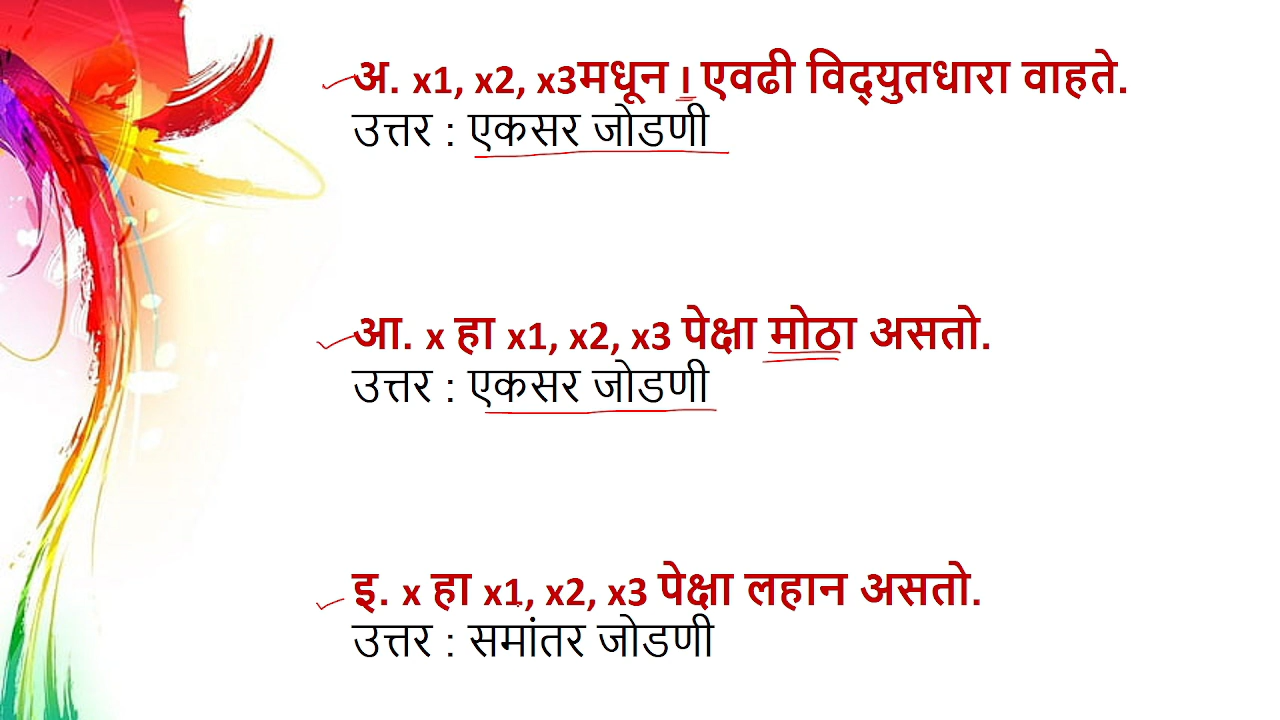 अ. x1, x2, x3मधून I एवढी विद्युतधारा वाहते.
उत्तर : एकसर जोडणी
आ. x हा x1, x2, x3 पेक्षा मोठा असतो.
उत्तर : एकसर जोडणी
इ. x हा x1, x2, x3 पेक्षा लहान असतो.
उत्तर : समांतर जोडणी